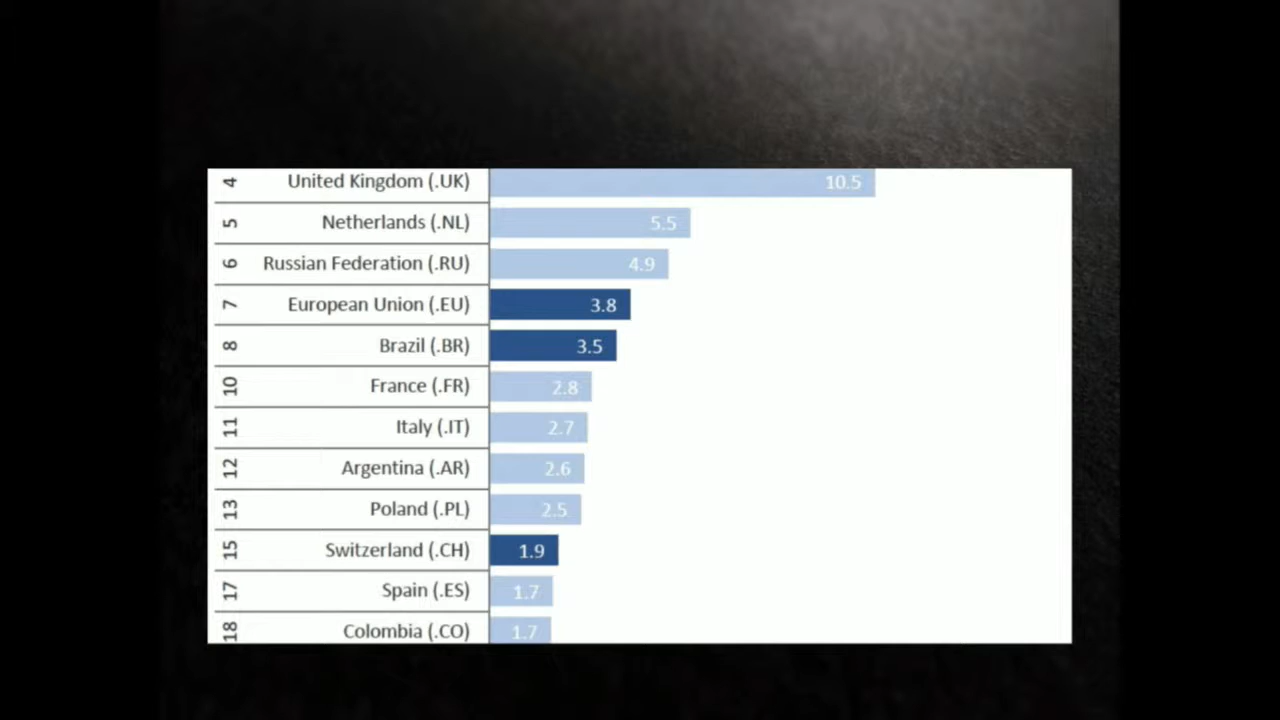 4 United Kingdom (.UK) 10.5
5 Netherlands (.NL) 5.5
6 Russian Federation (.RU) 4.9
7 European Union (.EU) 3.8
8 Brazil (.BR) 3.5
10 France (.FR) 2.8
11 Italy (.IT) 2.7
12 Argentina (.AR) 2.6
13 Poland (.PL) 2.5
15 Switzerland (.CH) 1.9
17 Spain (.ES) 1.7
18 Colombia (.CO) 1.7